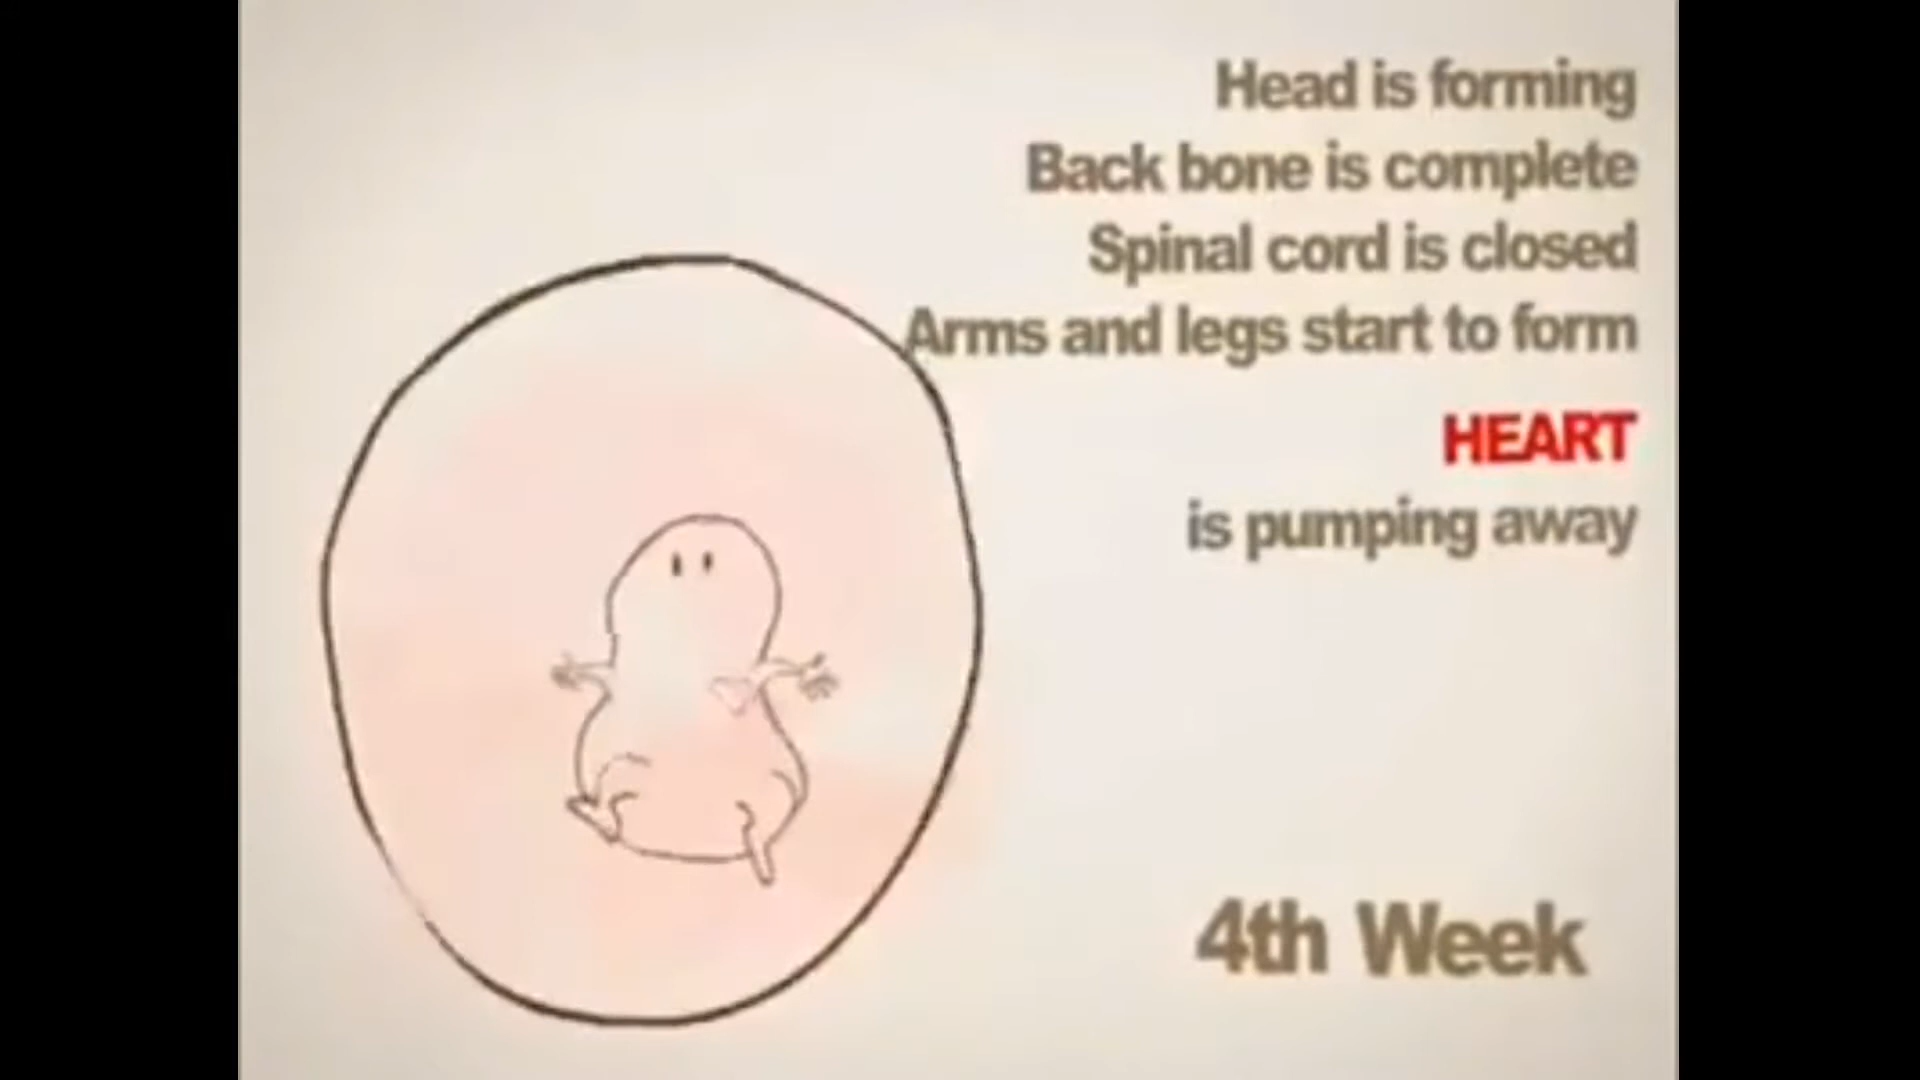 Head is forming
Back bone is complete
Spinal cord is closed
Arms and legs start to form
HEART
is pumping away
4th Week